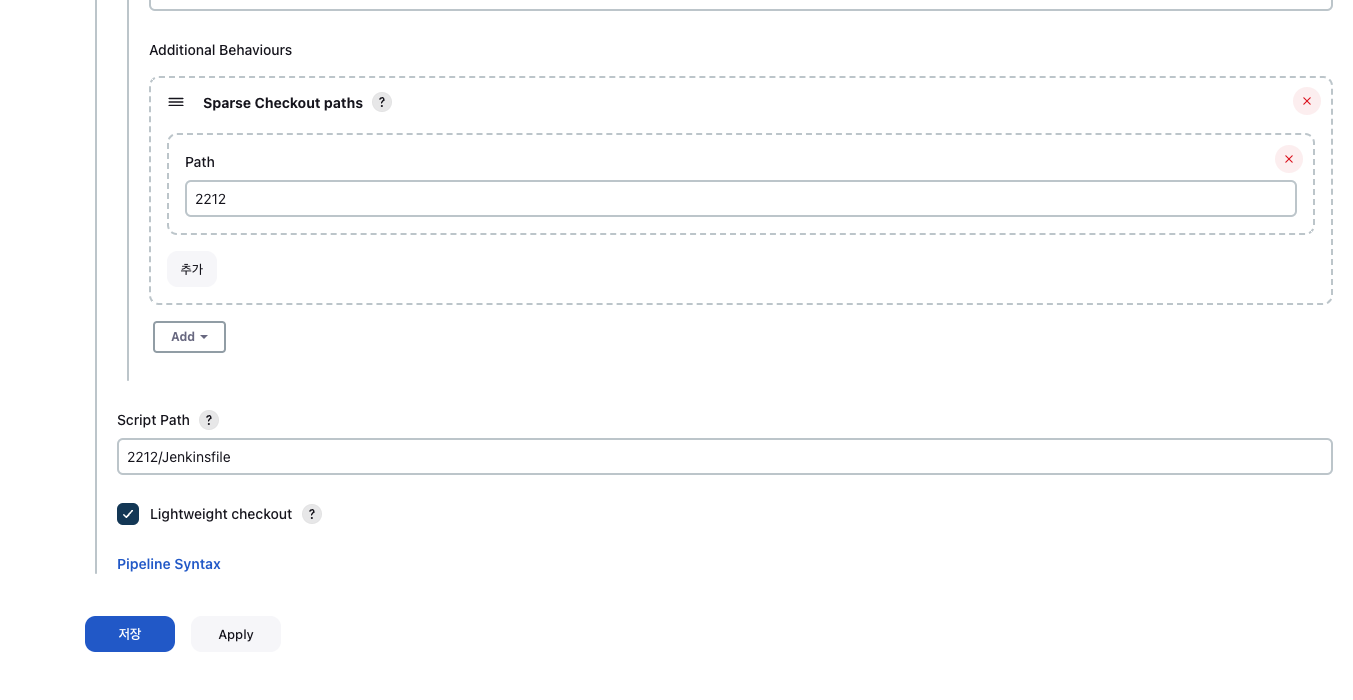 Additional Behaviours
Sparse Checkout paths ?
Path
2212
추가
Add
Script Path ?
2212/Jenkinsfile
Lightweight checkout ?
Pipeline Syntax
저장 Apply